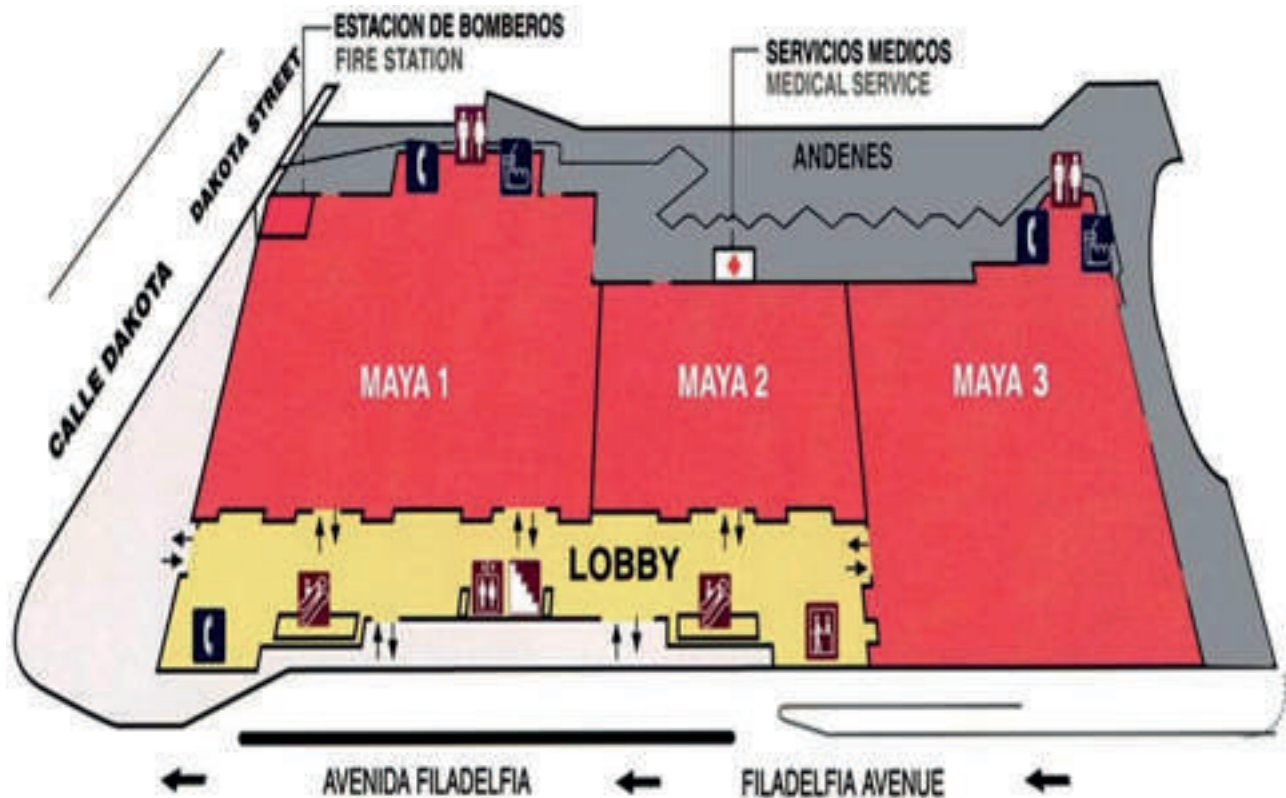 ESTACION DE BOMBEROS
FIRE STATION
SERVICIOS MEDICOS
MEDICAL SERVICE
DAKOTA STREET
CALLE DAKOTA
ANDENES
MAYA 1
MAYA 2
MAYA 3
LOBBY
AVENIDA FILADELFIA
FILADELFIA AVENUE